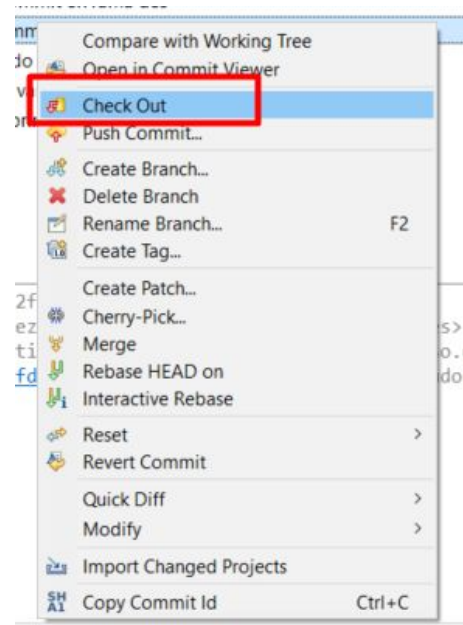 Compare with Working Tree
Open in Commit Viewer
Check Out
Push Commit...
Create Branch...
Delete Branch
Rename Branch... F2
Create Tag...
Create Patch...
Cherry-Pick...
Merge
Rebase HEAD on
Interactive Rebase
Reset
Revert Commit
Quick Diff
Modify
Import Changed Projects
SHA1 Copy Commit Id Ctrl+C